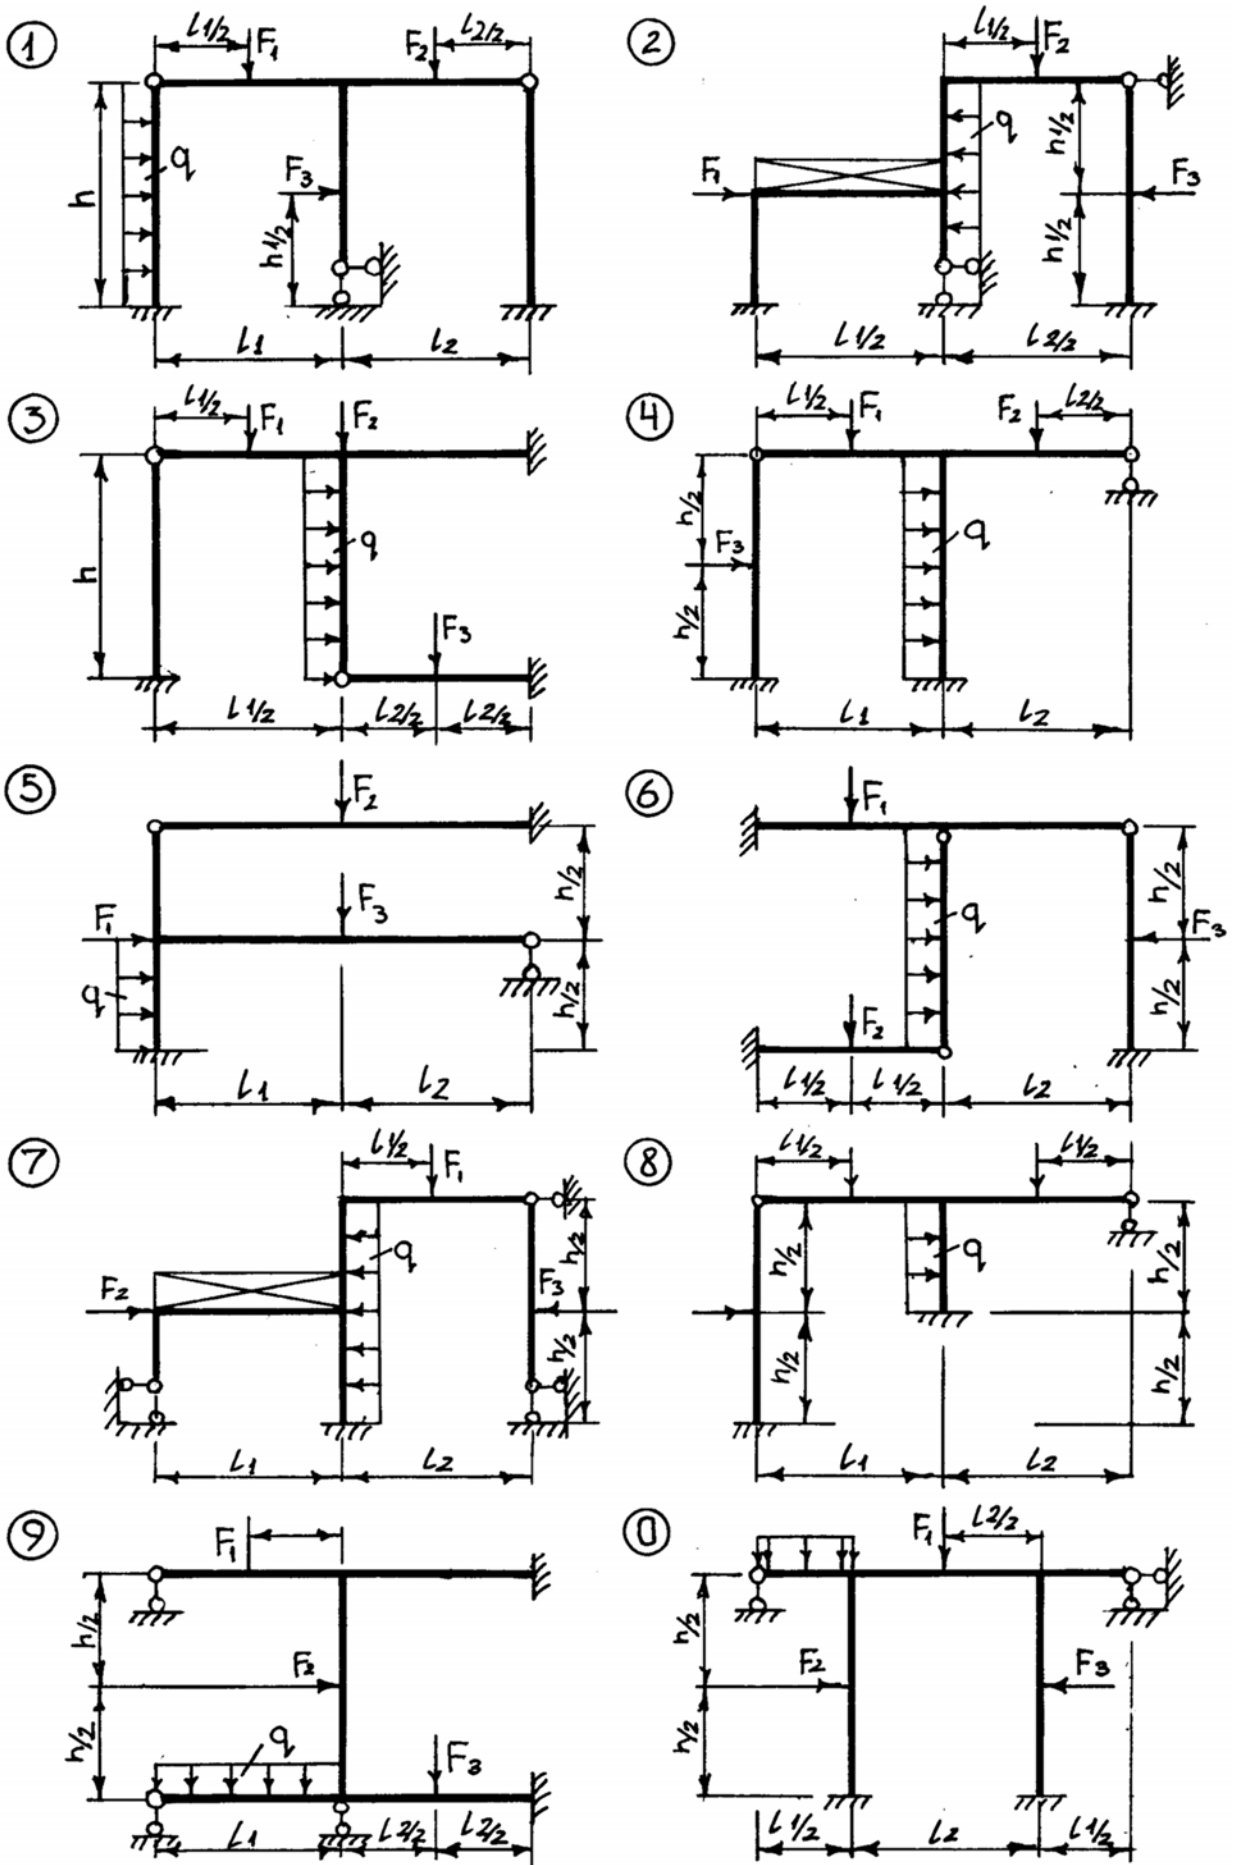 1
l1/2 F1 F2 l2/2
q
h
F3
h1/2
l1 l2
2
l1/2 F2
q h1/2
F1 F3
h1/2
l1/2 l2/2
3
l1/2 F1 F2
q
h
F3
l1/2 l2/2 l2/2
4
l1/2 F1 F2 l2/2
h/2
F3 q
h/2
l1 l2
5
F2
h/2
F3
F1
q h/2
l1 l2
6
F1
h/2
q F3
h/2
F2
l1/2 l1/2 l2
7
l1/2 F1
q h/2
F2 F3
h/2
l1 l2
8
l1/2 l1/2
h/2 q h/2
h/2 h/2
l1 l2
9
F1
h/2
F2
h/2
q F3
l1 l2/2 l2/2
0
F1 l2/2
h/2
F2 F3
h/2
l1/2 l2 l1/2